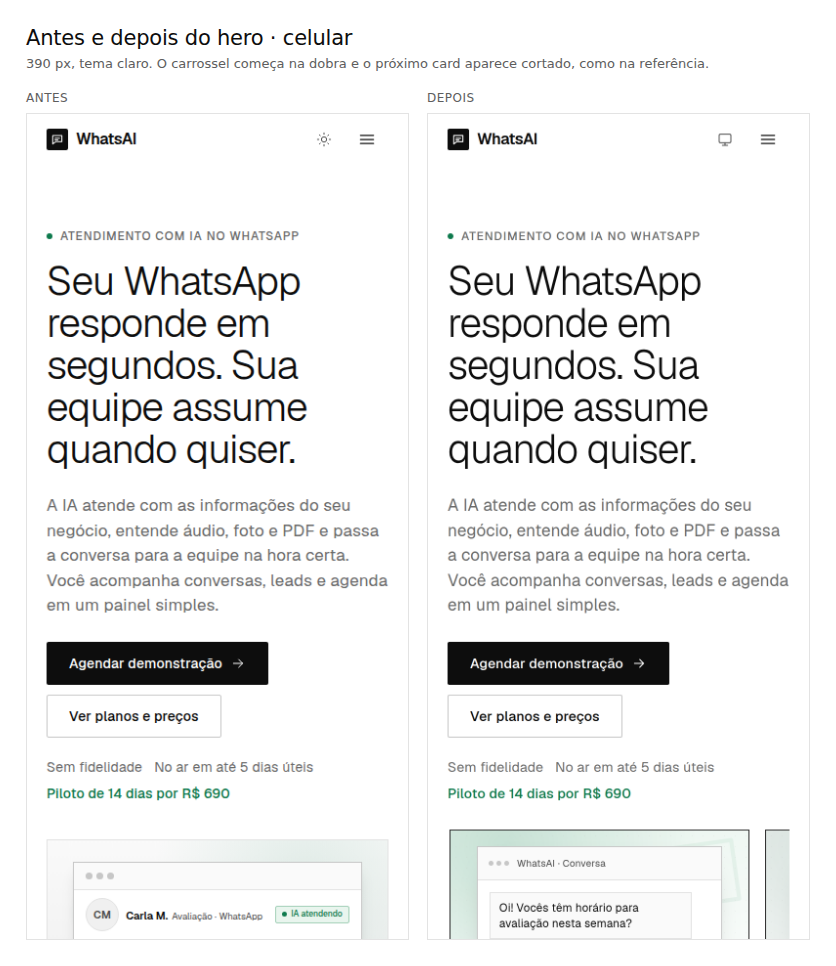 Antes e depois do hero · celular
390 px, tema claro. O carrossel começa na dobra e o próximo card aparece cortado, como na referência.
ANTES
WhatsAI
ATENDIMENTO COM IA NO WHATSAPP
Seu WhatsApp
responde em
segundos. Sua
equipe assume
quando quiser.
A IA atende com as informações do seu
negócio, entende áudio, foto e PDF e passa
a conversa para a equipe na hora certa.
Você acompanha conversas, leads e agenda
em um painel simples.
Agendar demonstração →
Ver planos e preços
Sem fidelidade No ar em até 5 dias úteis
Piloto de 14 dias por R$ 690
CM Carla M. Avaliação · WhatsApp IA atendendo
DEPOIS
WhatsAI
ATENDIMENTO COM IA NO WHATSAPP
Seu WhatsApp
responde em
segundos. Sua
equipe assume
quando quiser.
A IA atende com as informações do seu
negócio, entende áudio, foto e PDF e passa
a conversa para a equipe na hora certa.
Você acompanha conversas, leads e agenda
em um painel simples.
Agendar demonstração →
Ver planos e preços
Sem fidelidade No ar em até 5 dias úteis
Piloto de 14 dias por R$ 690
WhatsAI · Conversa
Oi! Vocês têm horário para
avaliação nesta semana?